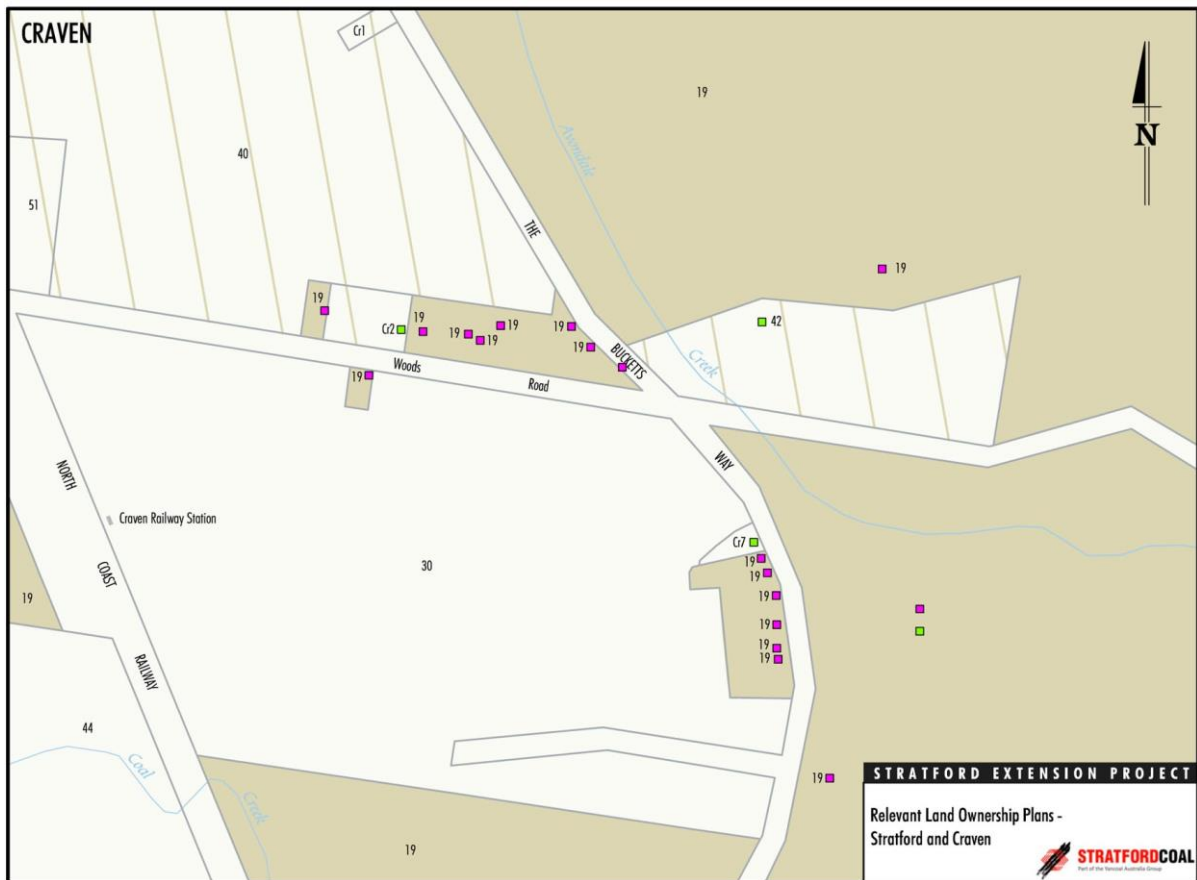 CRAVEN
Cr1
19
N
40
51
THE
Avondale
19
19
Cr2
19
19
19
19
19
42
BUCKETTS
Creek
Woods
Road
19
WAY
NORTH
Craven Railway Station
Cr7
19
19
30
COAST
19
19
19
19
19
RAILWAY
44
Coal
Creek
19
19
STRATFORD EXTENSION PROJECT
Relevant Land Ownership Plans -
Stratford and Craven
STRATFORDCOAL
Part of the Yancoal Australia Group